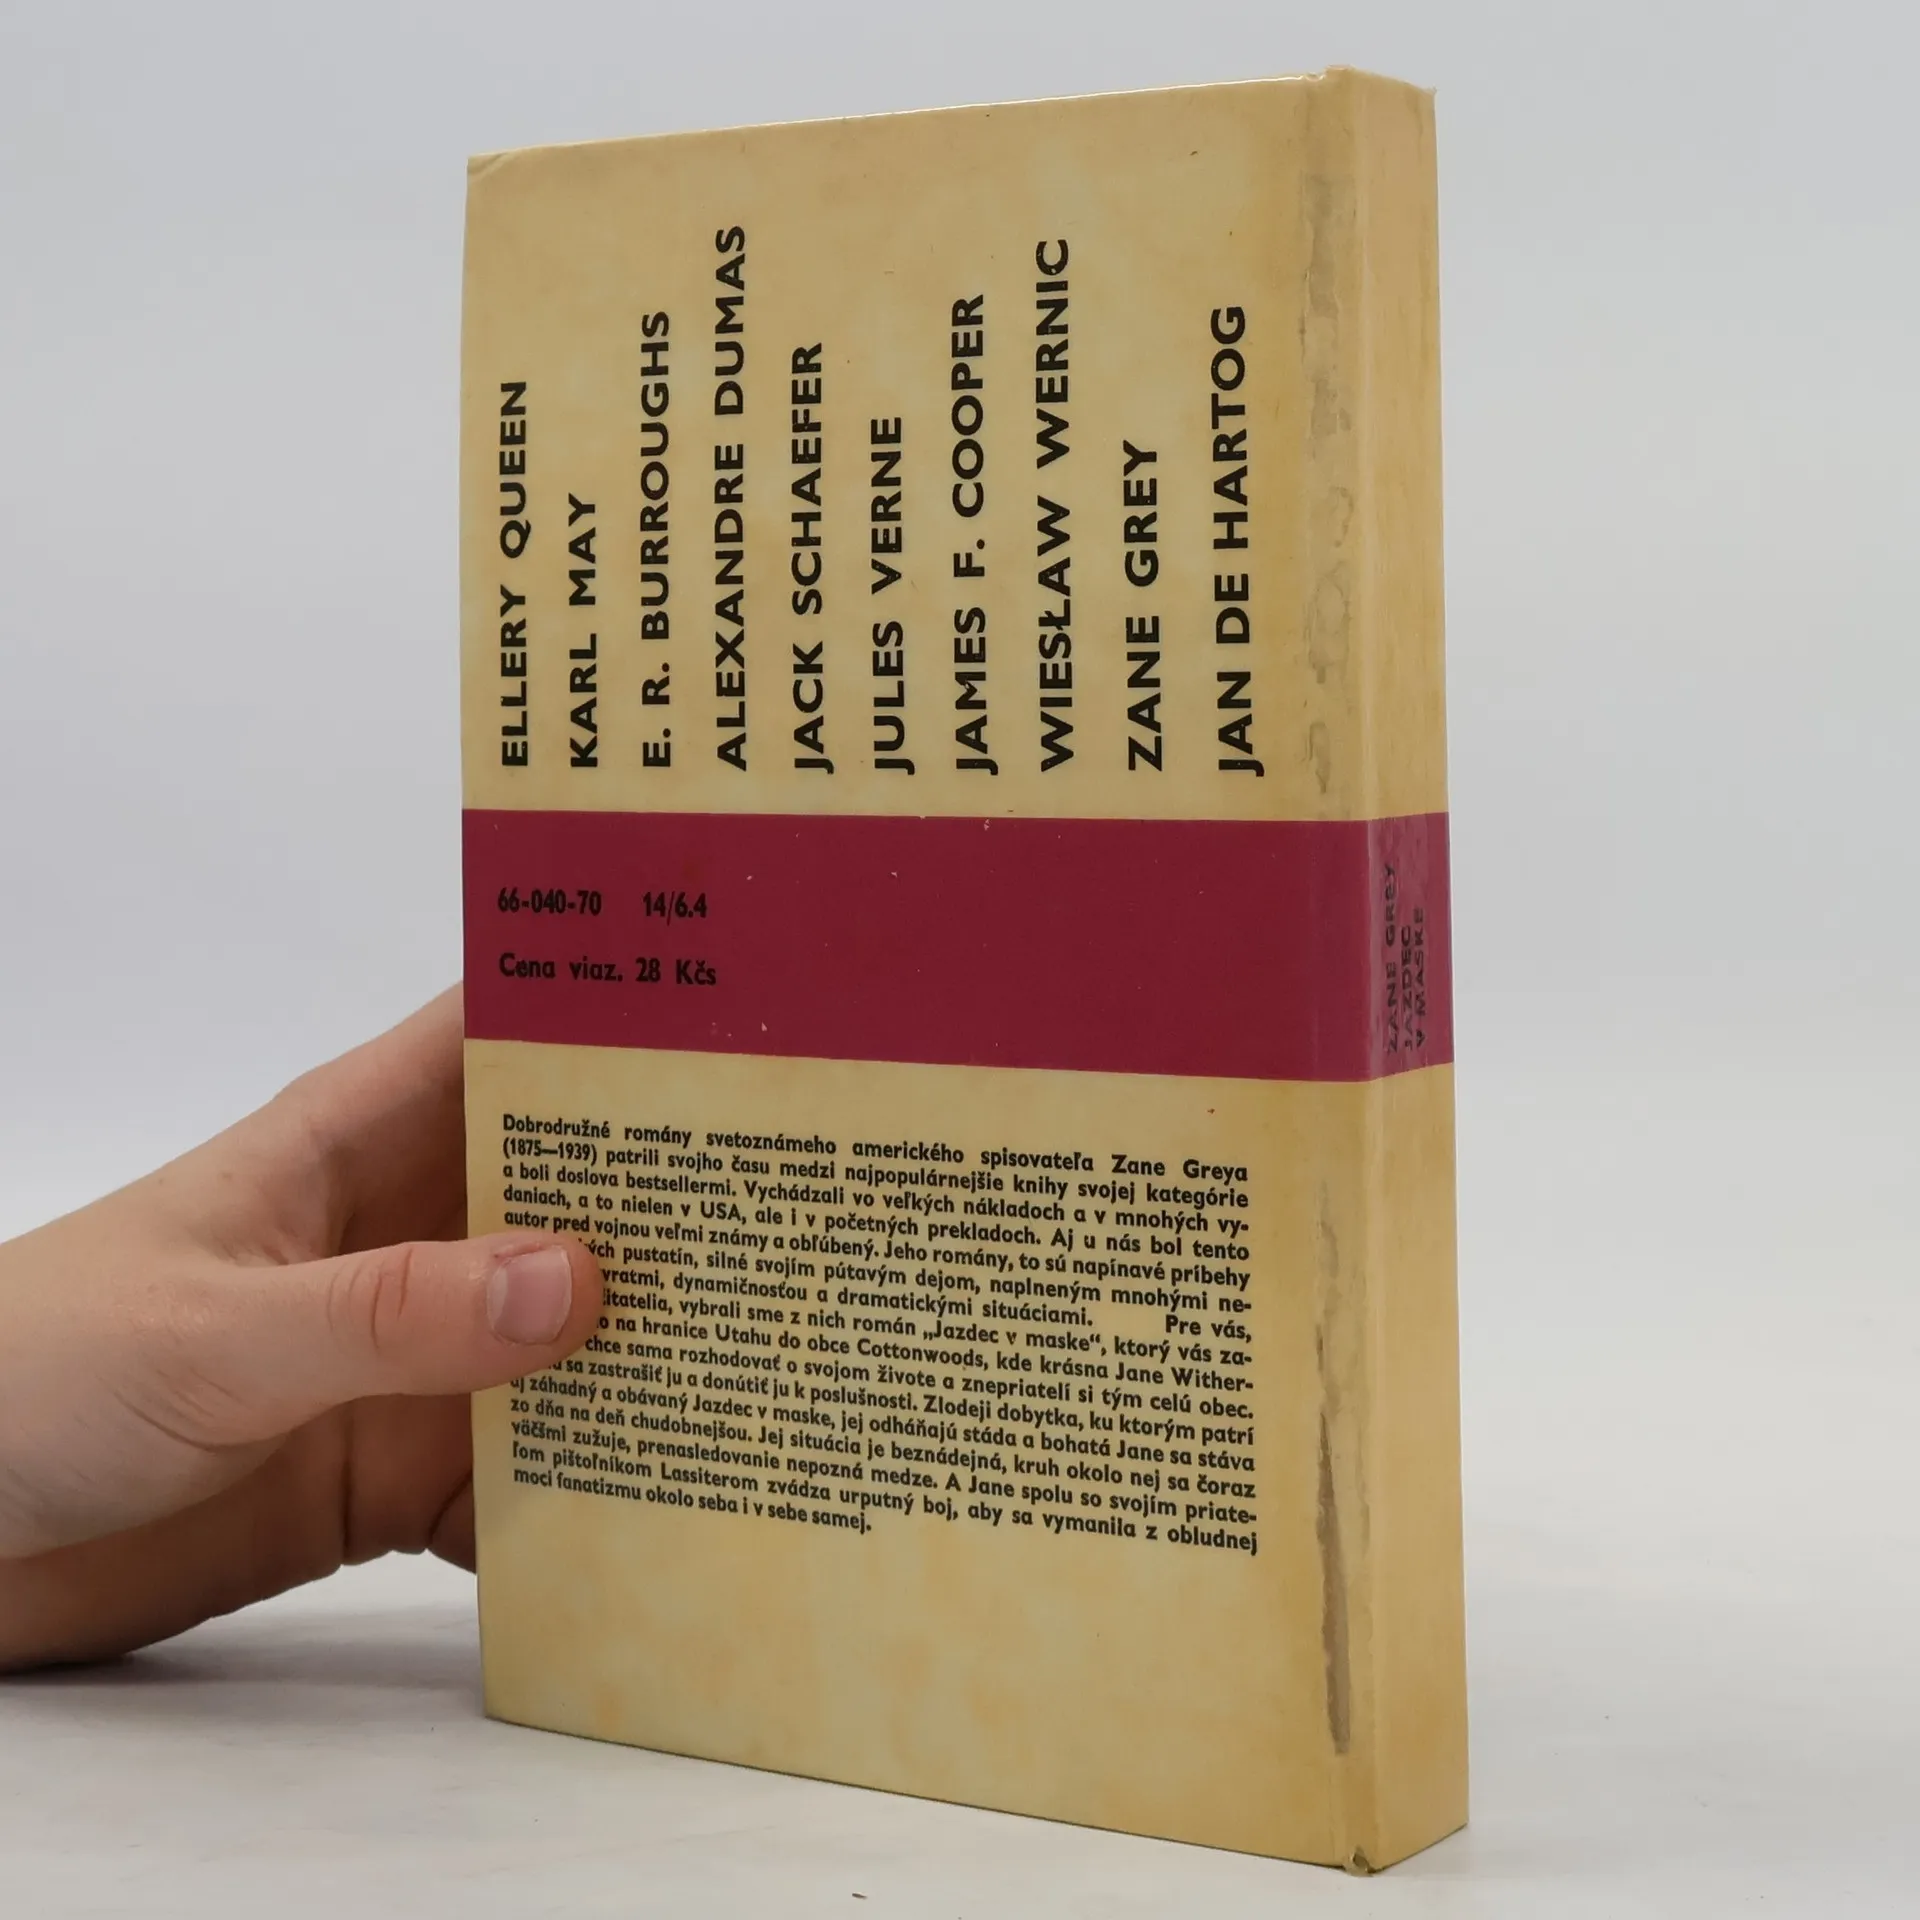 ELLERY QUEEN
KARL MAY
E. R. BURROUGHS
ALEXANDRE DUMAS
JACK SCHAEFER
JULES VERNE
JAMES F. COOPER
WIESŁAW WERNIC
ZANE GREY
JAN DE HARTOG
66-040-70 14/6.4
Cena viaz. 28 Kčs
ZANE GREY
JAZDEC
V MASKE
Dobrodružné romány svetoznámeho amerického spisovateľa Zane Greya
(1875—1939) patrili svojho času medzi najpopulárnejšie knihy svojej kategórie
a boli doslova bestsellermi. Vychádzali vo veľkých nákladoch a v mnohých vy-
daniach, a to nielen v USA, ale i v početných prekladoch. Aj u nás bol tento
autor pred vojnou veľmi známy a obľúbený. Jeho romány, to sú napínavé príbehy
pustatín, silné svojím pútavým dejom, naplneným mnohými ne-
dynamičnosťou a dramatickými situáciami. Pre vás,
vybrali sme z nich román „Jazdec v maske“, ktorý vás za-
na hranice Utahu do obce Cottonwoods, kde krásna Jane Wither-
chce sama rozhodovať o svojom živote a znepriatelí si tým celú obec.
sa zastrašiť ju a donútiť ju k poslušnosti. Zlodeji dobytka, ku ktorým patrí
záhadný a obávaný Jazdec v maske, jej odháňajú stáda a bohatá Jane sa stáva
zo dňa na deň chudobnejšou. Jej situácia je beznádejná, kruh okolo nej sa čoraz
väčšmi zužuje, prenasledovanie nepozná medze. A Jane spolu so svojím priate-
ľom pištoľníkom Lassiterom zvádza urputný boj, aby sa vymanila z obludnej
moci fanatizmu okolo seba i v sebe samej.